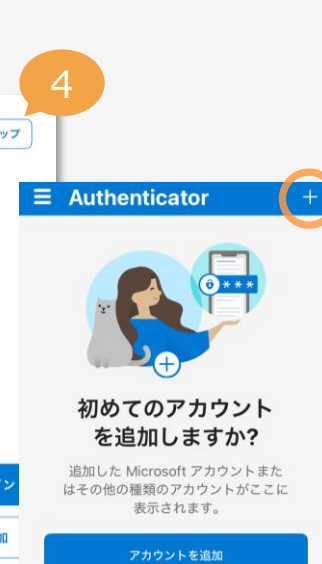 4
ップ
Authenticator
+
***
初めてのアカウント
を追加しますか?
追加した Microsoft アカウントまた
はその他の種類のアカウントがここに
表示されます。
イン
加
アカウントを追加